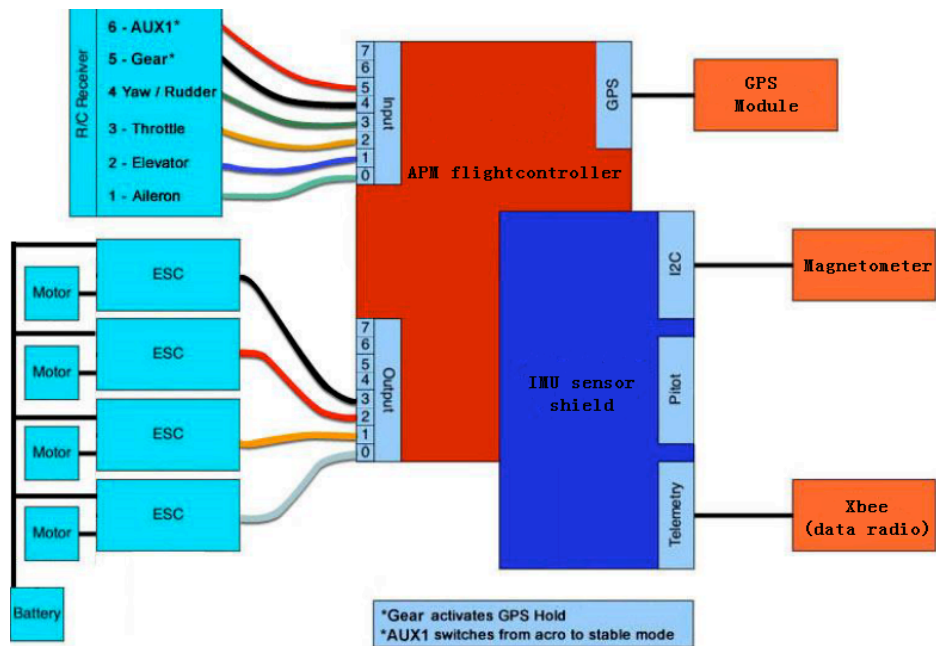 R/C Receiver
6 - AUX1*
5 - Gear*
4 Yaw / Rudder
3 - Throttle
2 - Elevator
1 - Aileron
7
6
5
4
3
2
1
0
Input
APM flightcontroller
GPS
GPS
Module
ESC
Motor
ESC
Motor
ESC
Motor
ESC
Motor
Battery
7
6
5
4
3
2
1
0
Output
IMU sensor
shield
I2C
Pitot
Telemetry
Magnetometer
Xbee
(data radio)
*Gear activates GPS Hold
*AUX1 switches from acro to stable mode